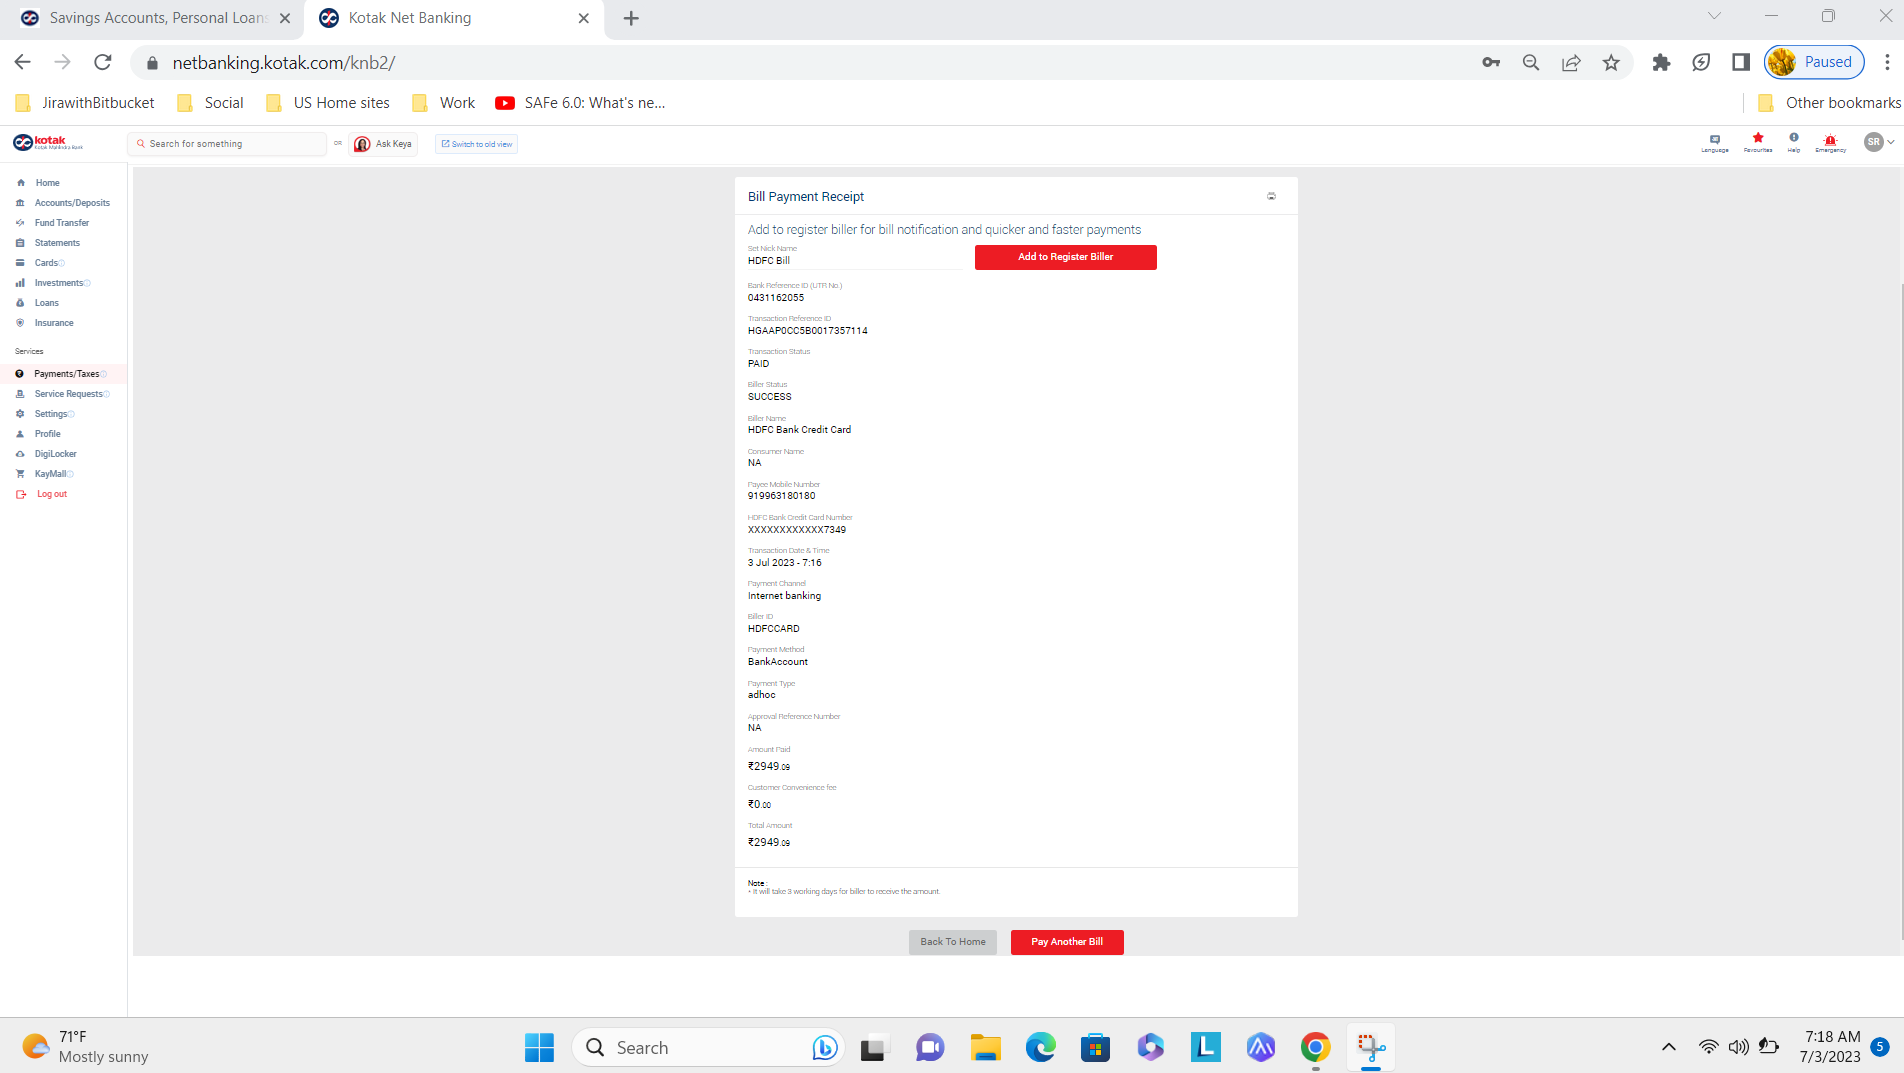 Savings Accounts, Personal Loans
Kotak Net Banking
netbanking.kotak.com/knb2/
Paused
JirawithBitbucket
Social
US Home sites
Work
SAFe 6.0: What's ne...
Other bookmarks
kotak
Kotak Mahindra Bank
Search for something
OR
Ask Keya
Switch to old view
Language
Favourites
Help
Emergency
SR
Home
Accounts/Deposits
Fund Transfer
Statements
Cards
Investments
Loans
Insurance
Services
Payments/Taxes
Service Requests
Settings
Profile
DigiLocker
KayMall
Log out
Bill Payment Receipt
Add to register biller for bill notification and quicker and faster payments
Set Nick Name
HDFC Bill
Add to Register Biller
Bank Reference ID (UTR No.)
0431162055
Transaction Reference ID
HGAAP0CC5B0017357114
Transaction Status
PAID
Biller Status
SUCCESS
Biller Name
HDFC Bank Credit Card
Consumer Name
NA
Payee Mobile Number
919963180180
HDFC Bank Credit Card Number
XXXXXXXXXXXX7349
Transaction Date & Time
3 Jul 2023 - 7:16
Payment Channel
Internet banking
Biller ID
HDFCCARD
Payment Method
BankAccount
Payment Type
adhoc
Approval Reference Number
NA
Amount Paid
₹2949.09
Customer Convenience fee
₹0.00
Total Amount
₹2949.09
Note :
* It will take 3 working days for biller to receive the amount.
Back To Home
Pay Another Bill
71°F
Mostly sunny
Search
7:18 AM
7/3/2023
5